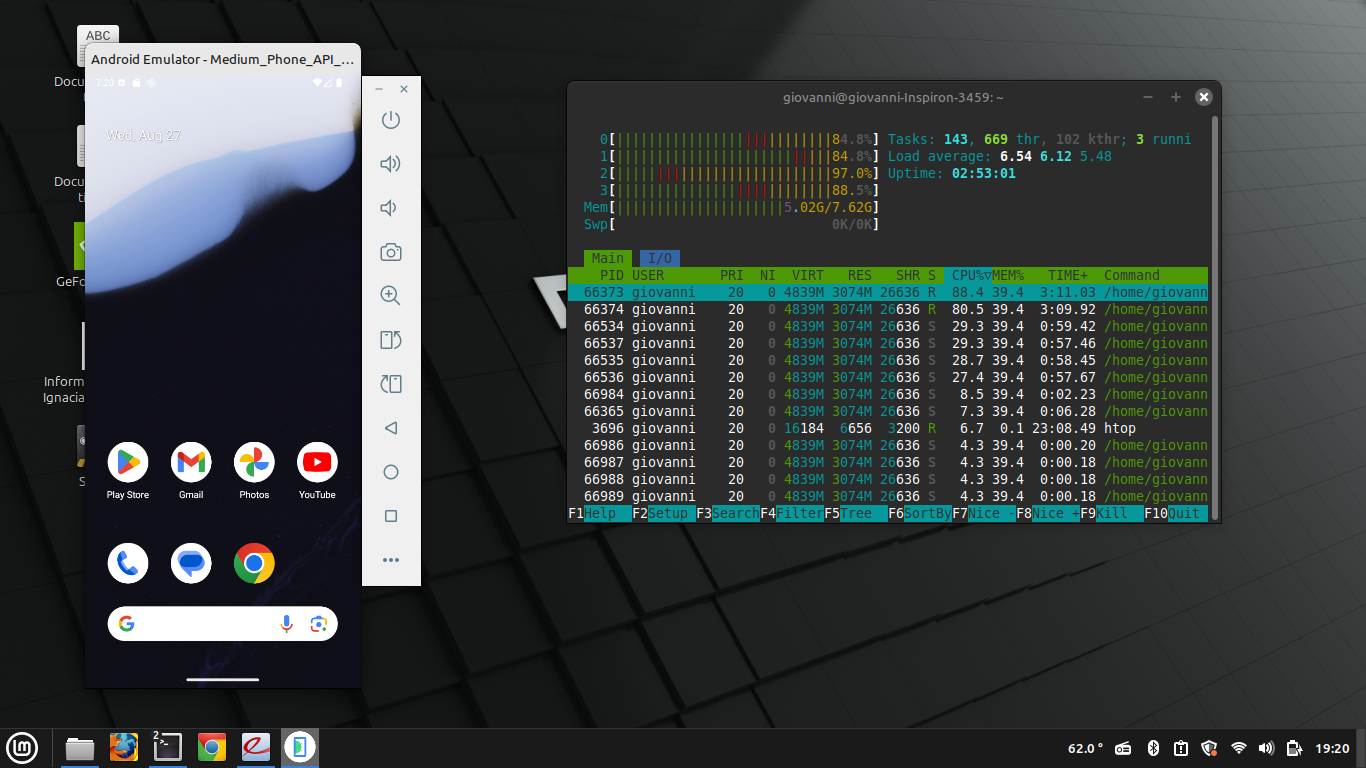 ABC
Docu
Docu
ti
GeFo
Inform
Ignacia
S
Android Emulator - Medium_Phone_API_...
7:20
Wed, Aug 27
Play Store
Gmail
Photos
YouTube
giovanni@giovanni-Inspiron-3459: ~
0[84.8%] Tasks: 143, 669 thr, 102 kthr; 3 runni
1[84.8%] Load average: 6.54 6.12 5.48
2[97.0%] Uptime: 02:53:01
3[88.5%]
Mem[5.02G/7.62G]
Swp[0K/0K]
Main I/O
PID USER PRI NI VIRT RES SHR S CPU%▽MEM% TIME+ Command
66373 giovanni 20 0 4839M 3074M 26636 R 88.4 39.4 3:11.03 /home/giovann
66374 giovanni 20 0 4839M 3074M 26636 R 80.5 39.4 3:09.92 /home/giovann
66534 giovanni 20 0 4839M 3074M 26636 S 29.3 39.4 0:59.42 /home/giovann
66537 giovanni 20 0 4839M 3074M 26636 S 29.3 39.4 0:57.46 /home/giovann
66535 giovanni 20 0 4839M 3074M 26636 S 28.7 39.4 0:58.45 /home/giovann
66536 giovanni 20 0 4839M 3074M 26636 S 27.4 39.4 0:57.67 /home/giovann
66984 giovanni 20 0 4839M 3074M 26636 S 8.5 39.4 0:02.23 /home/giovann
66365 giovanni 20 0 4839M 3074M 26636 S 7.3 39.4 0:06.28 /home/giovann
3696 giovanni 20 0 16184 6656 3200 R 6.7 0.1 23:08.49 htop
66986 giovanni 20 0 4839M 3074M 26636 S 4.3 39.4 0:00.20 /home/giovann
66987 giovanni 20 0 4839M 3074M 26636 S 4.3 39.4 0:00.18 /home/giovann
66988 giovanni 20 0 4839M 3074M 26636 S 4.3 39.4 0:00.18 /home/giovann
66989 giovanni 20 0 4839M 3074M 26636 S 4.3 39.4 0:00.18 /home/giovann
F1Help F2Setup F3SearchF4FilterF5Tree F6SortByF7Nice -F8Nice +F9Kill F10Quit
2
62.0 °
19:20